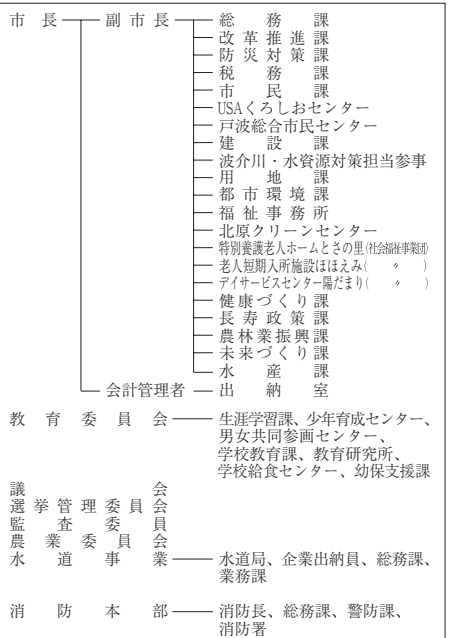 市長 副市長 総務課
改革推進課
防災対策課
税務課
市民課
USAくろしおセンター
戸波総合市民センター
建設課
波介川・水資源対策担当参事
用地課
都市環境課
福祉事務所
北原クリーンセンター
特別養護老人ホームとさの里(社会福祉事業団)
老人短期入所施設ほほえみ( 〃 )
デイサービスセンター陽だまり( 〃 )
健康づくり課
長寿政策課
農林業振興課
未来づくり課
水産課
会計管理者 出納室
教育委員会 生涯学習課、少年育成センター、
男女共同参画センター、
学校教育課、教育研究所、
学校給食センター、幼保支援課
議会
選挙管理委員会
監査委員
農業委員会
水道事業 水道局、企業出納員、総務課、
業務課
消防本部 消防長、総務課、警防課、
消防署